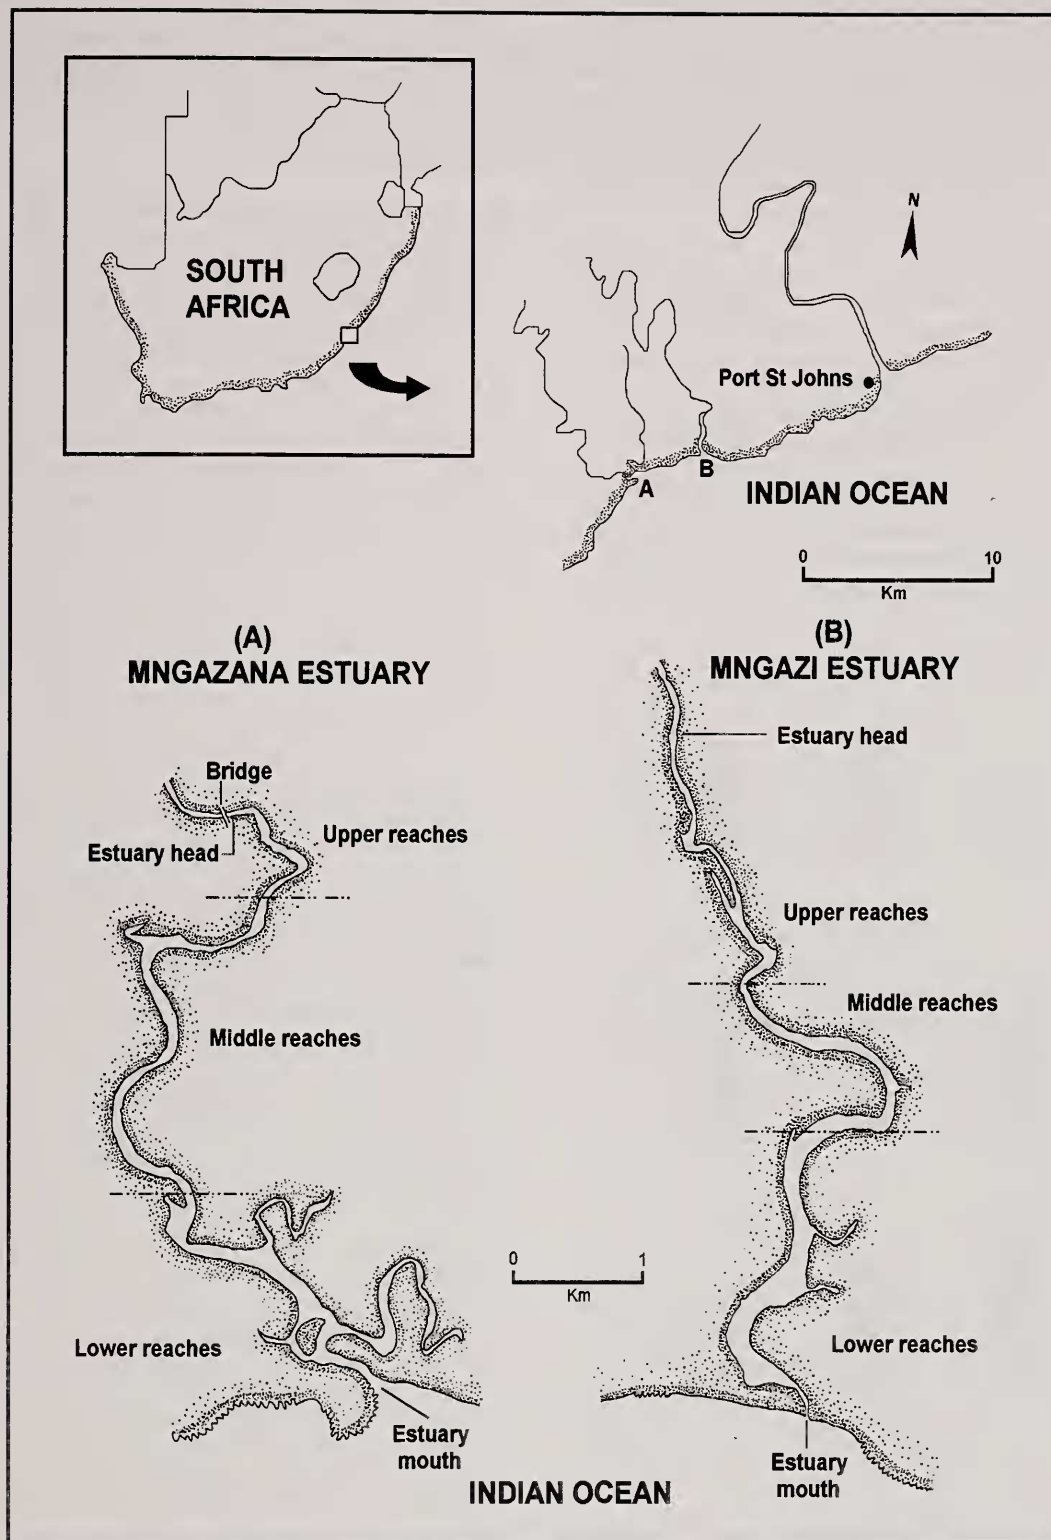 SOUTH
AFRICA
N
Port St Johns
A
B
INDIAN OCEAN
0 10
Km
(A)
MNGAZANA ESTUARY
Bridge
Estuary head
Upper reaches
Middle reaches
Lower reaches
Estuary
mouth
0 1
Km
(B)
MNGAZI ESTUARY
Estuary head
Upper reaches
Middle reaches
Lower reaches
Estuary
mouth
INDIAN OCEAN